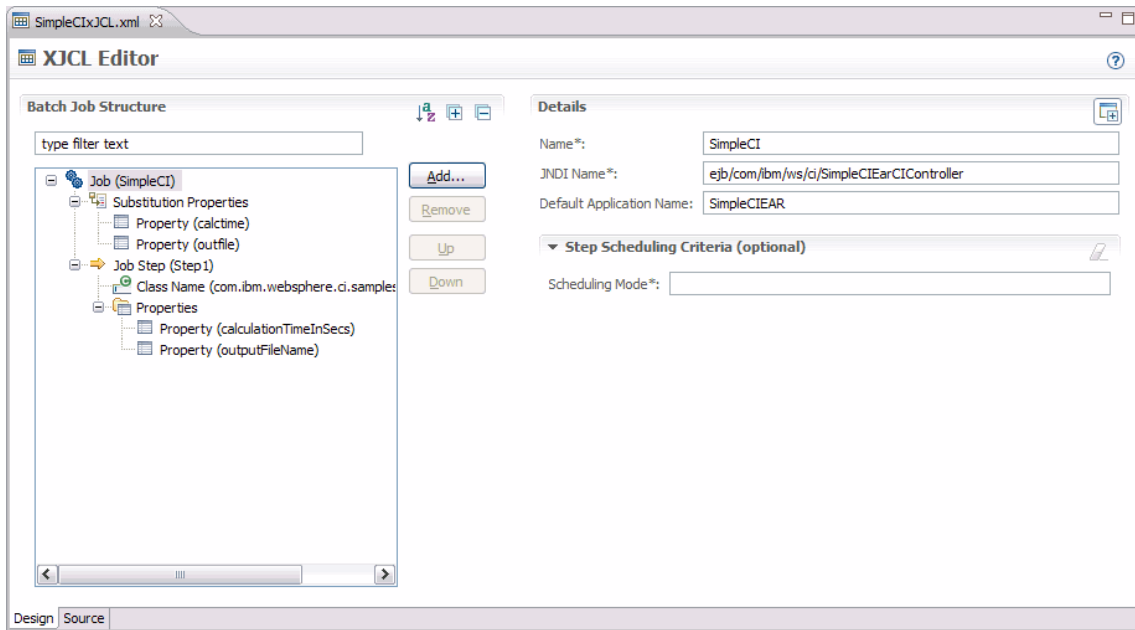 SimpleCIxJCL.xml
XJCL Editor
Batch Job Structure
type filter text
Job (SimpleCI)
Substitution Properties
Property (calctime)
Property (outfile)
Job Step (Step1)
Class Name (com.ibm.websphere.ci.samples
Properties
Property (calculationTimeInSecs)
Property (outputFileName)
Add...
Remove
Up
Down
Details
Name*: SimpleCI
JNDI Name*: ejb/com/ibm/ws/ci/SimpleCIEarCIController
Default Application Name: SimpleCIEAR
Step Scheduling Criteria (optional)
Scheduling Mode*:
Design Source